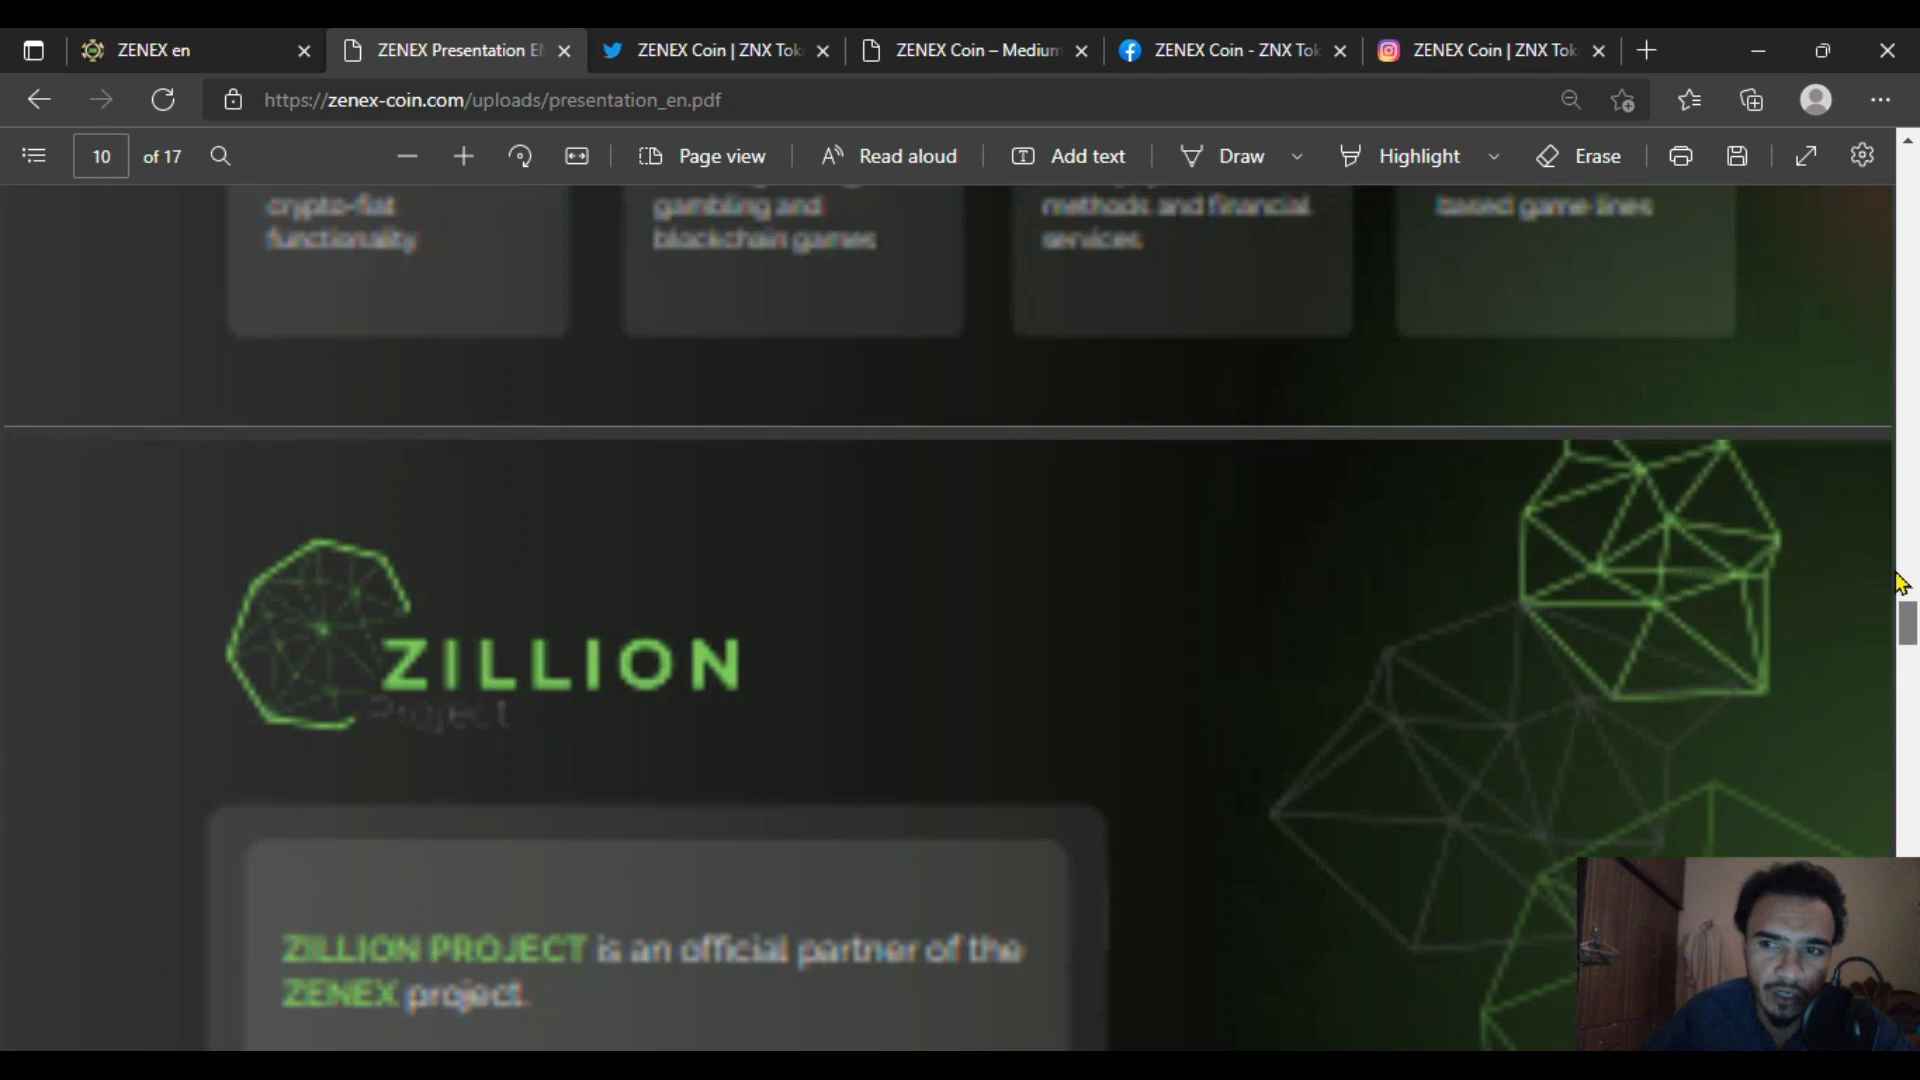 ZENEX en
ZENEX Presentation E
ZENEX Coin | ZNX Tok
ZENEX Coin – Medium
ZENEX Coin - ZNX Tok
ZENEX Coin | ZNX Tok
https://zenex-coin.com/uploads/presentation_en.pdf
10 of 17
Page view
Read aloud
Add text
Draw
Highlight
Erase
crypto-fiat
functionality
gambling and
blockchain games
methods and financial
services
based game lines
ZILLION
Project
ZILLION PROJECT is an official partner of the
ZENEX project.